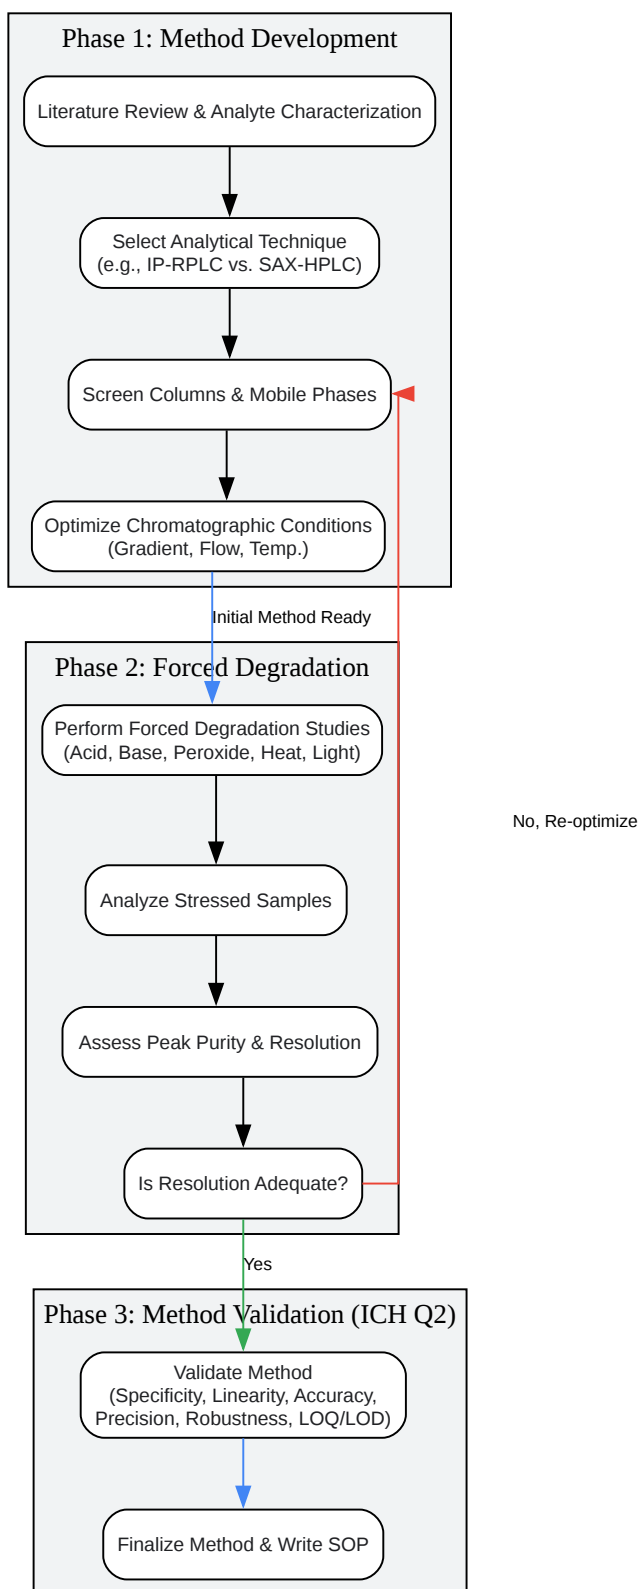 Phase 1: Method Development
Literature Review & Analyte Characterization
Select Analytical Technique
(e.g., IP-RPLC vs. SAX-HPLC)
Screen Columns & Mobile Phases
Optimize Chromatographic Conditions
(Gradient, Flow, Temp.)
Initial Method Ready
Phase 2: Forced Degradation
Perform Forced Degradation Studies
(Acid, Base, Peroxide, Heat, Light)
No, Re-optimize
Analyze Stressed Samples
Assess Peak Purity & Resolution
Is Resolution Adequate?
Yes
Phase 3: Method Validation (ICH Q2)
Validate Method
(Specificity, Linearity, Accuracy,
Precision, Robustness, LOQ/LOD)
Finalize Method & Write SOP